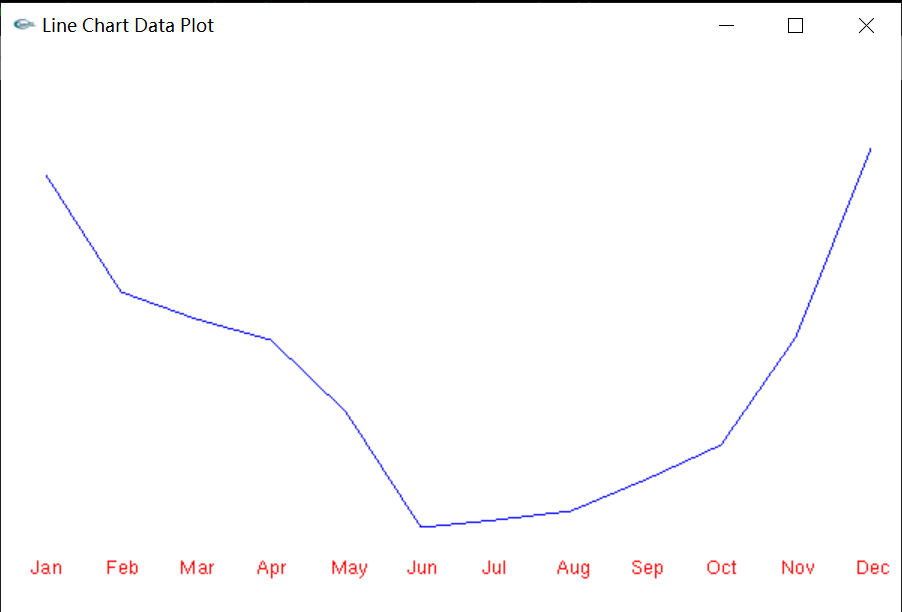 Line Chart Data Plot
Jan Feb Mar Apr May Jun Jul Aug Sep Oct Nov Dec